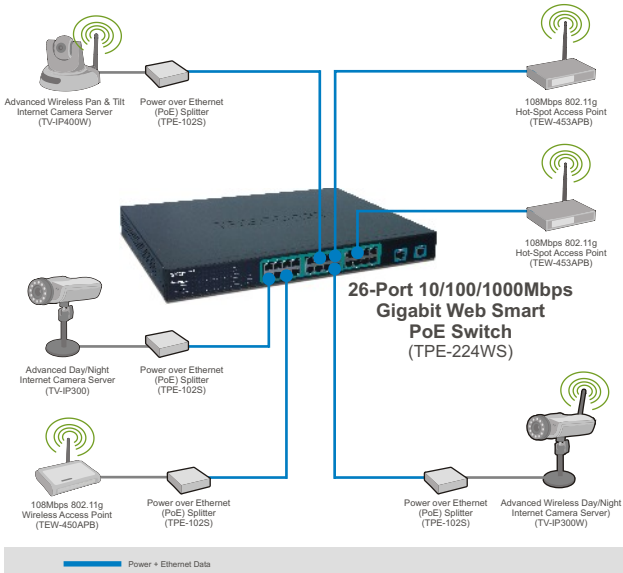 Advanced Wireless Pan & Tilt
Internet Camera Server
(TV-IP400W)
Power over Ethernet
(PoE) Splitter
(TPE-102S)
108Mbps 802.11g
Hot-Spot Access Point
(TEW-453APB)
108Mbps 802.11g
Hot-Spot Access Point
(TEW-453APB)
26-Port 10/100/1000Mbps
Gigabit Web Smart
PoE Switch
(TPE-224WS)
Advanced Day/Night
Internet Camera Server
(TV-IP300)
Power over Ethernet
(PoE) Splitter
(TPE-102S)
108Mbps 802.11g
Wireless Access Point
(TEW-450APB)
Power over Ethernet
(PoE) Splitter
(TPE-102S)
Power over Ethernet
(PoE) Splitter
(TPE-102S)
Advanced Wireless Day/Night
Internet Camera Server)
(TV-IP300W)
Power + Ethernet Data